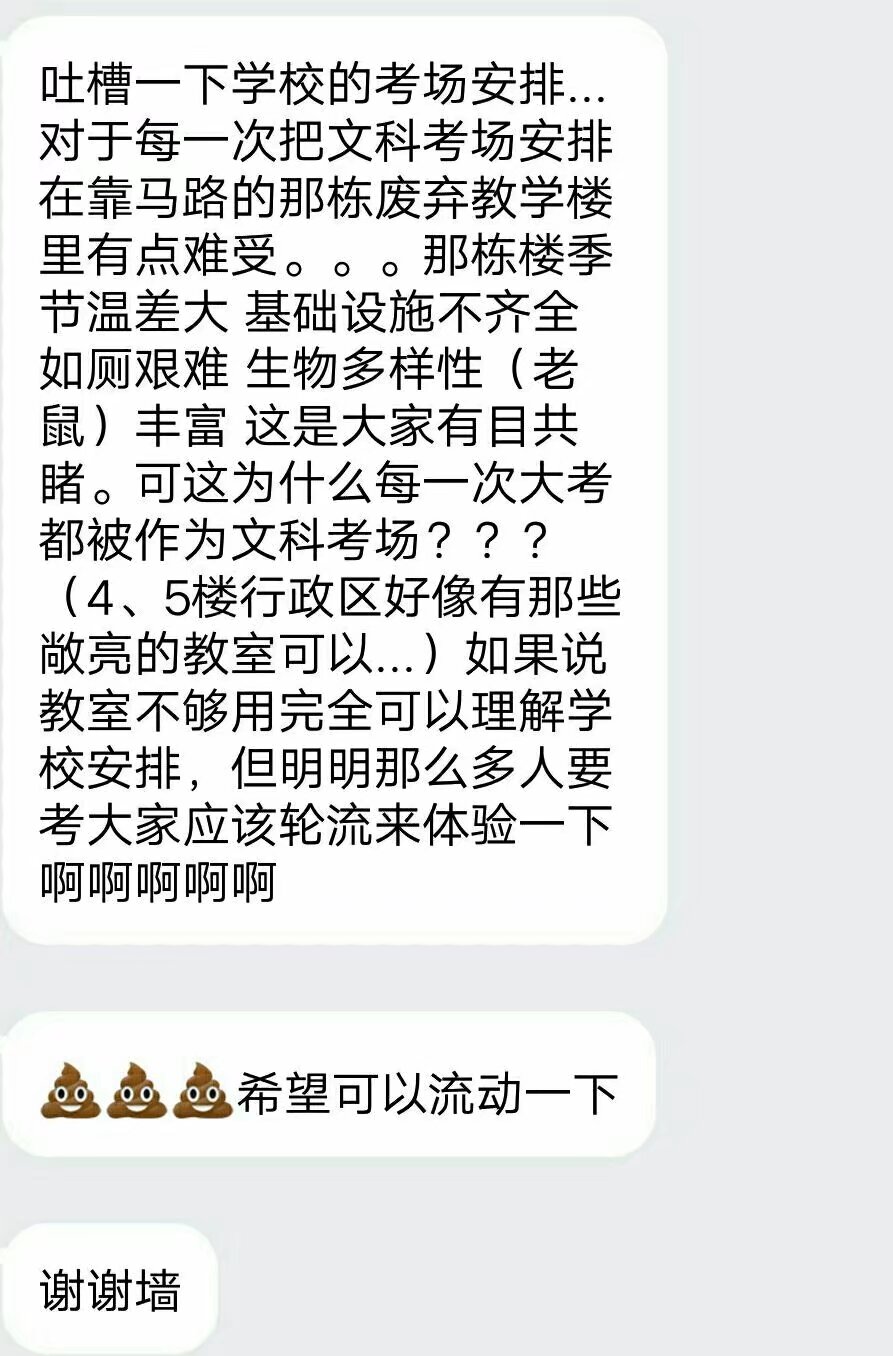 吐槽一下学校的考场安排...
对于每一次把文科考场安排
在靠马路的那栋废弃教学楼
里有点难受。。。那栋楼季
节温差大 基础设施不齐全
如厕艰难 生物多样性（老
鼠）丰富 这是大家有目共
睹。可这为什么每一次大考
都被作为文科考场？？？
（4、5楼行政区好像有那些
敞亮的教室可以...）如果说
教室不够用完全可以理解学
校安排，但明明那么多人要
考大家应该轮流来体验一下
啊啊啊啊啊
💩💩💩希望可以流动一下
谢谢墙